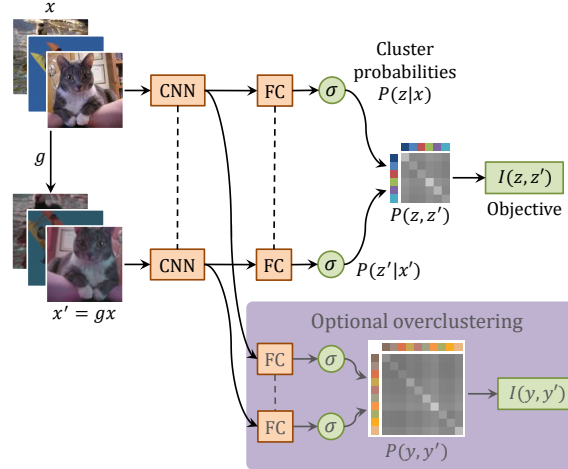 x
Cluster
probabilities
P(z|x)
CNN
FC
σ
g
P(z, z′)
I(z, z′)
Objective
CNN
FC
σ
P(z′|x′)
x′ = gx
Optional overclustering
FC
σ
I(y, y′)
FC
σ
P(y, y′)